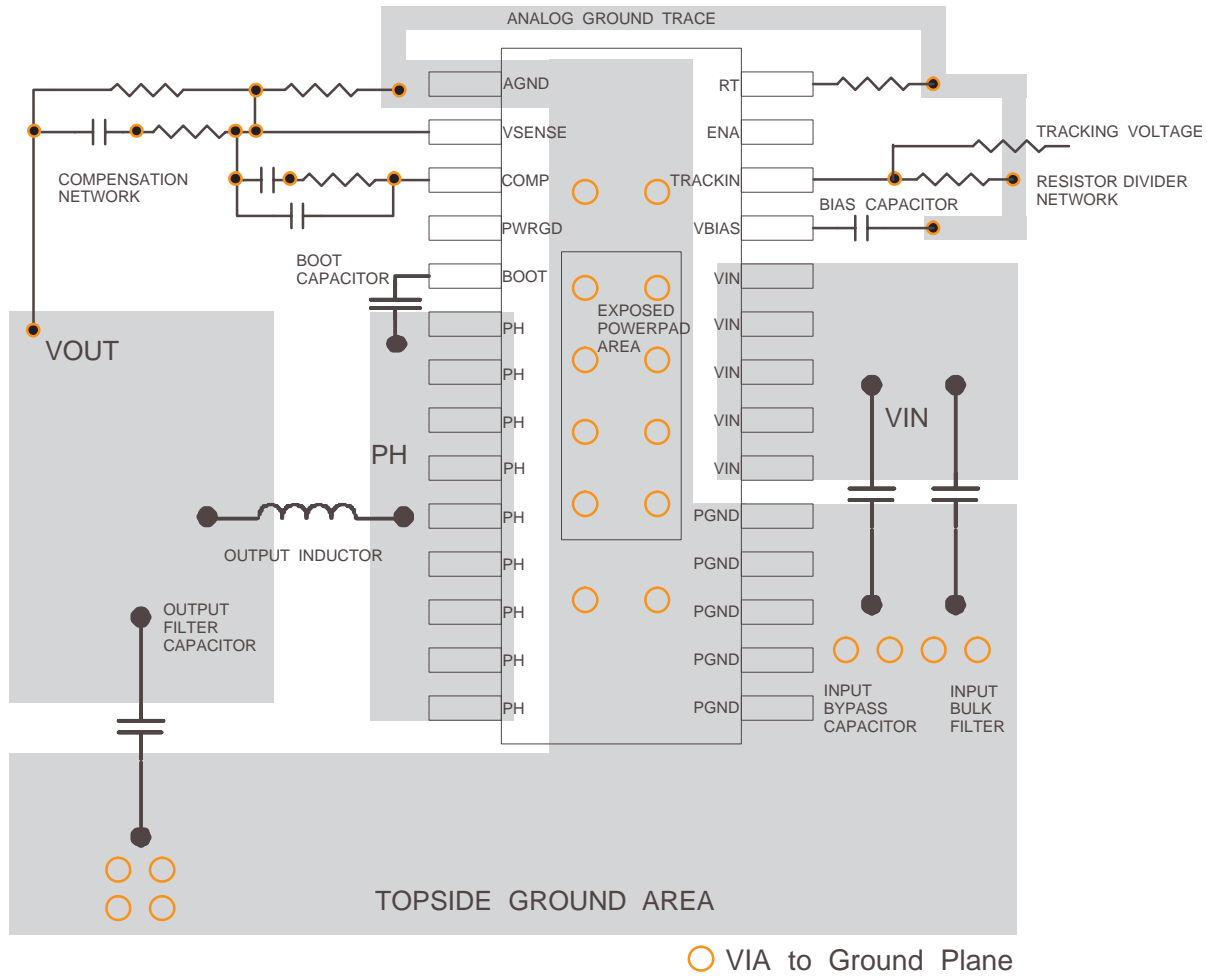 ANALOG GROUND TRACE
AGND
RT
VSENSE
ENA
TRACKING VOLTAGE
COMPENSATION
NETWORK
COMP
TRACKIN
RESISTOR DIVIDER
NETWORK
BIAS CAPACITOR
PWRGD
VBIAS
BOOT
CAPACITOR
BOOT
VIN
EXPOSED
POWERPAD
AREA
PH
VIN
VOUT
PH
VIN
PH
VIN
VIN
PH
PH
VIN
PH
PGND
OUTPUT INDUCTOR
PH
PGND
OUTPUT
FILTER
CAPACITOR
PH
PGND
PH
PGND
PH
PGND
INPUT
BYPASS
CAPACITOR
INPUT
BULK
FILTER
TOPSIDE GROUND AREA
VIA to Ground Plane